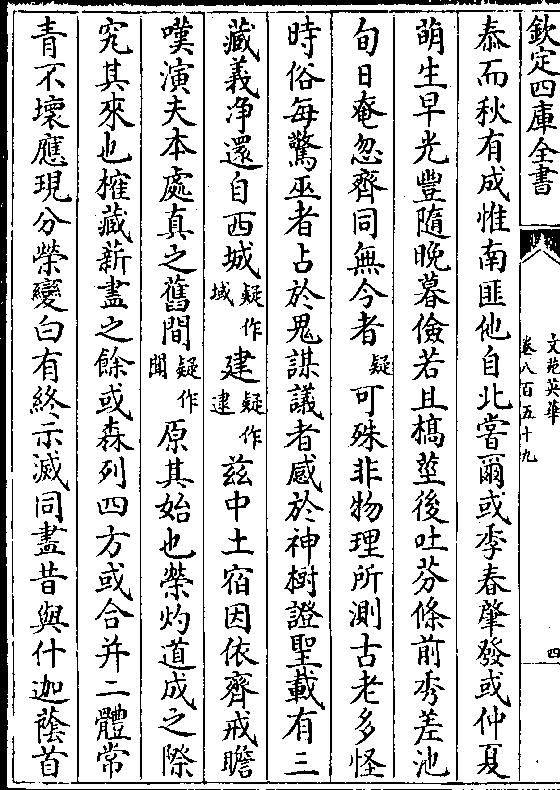 欽定四庫全書
文苑英華
卷八百五十九
四
㤗而秋有成惟南匪他自北嘗爾或季春肇發或仲夏
萌生早光豐隨晚暮儉若且槁莖後吐芬條前秀差池
旬日奄忽齊同無今者疑可殊非物理所測古老多怪
時俗每驚巫者占於鬼謀議者感於神樹證聖載有三
藏義净還自西城疑作域建疑作逮茲中土宿因依齊戒瞻
嘆演夫本處真之舊間疑作聞原其始也榮灼道成之際
究其來也摧藏薪盡之餘或森列四方或合并二體常
青不壞應現分榮變白有終示滅同盡昔與什迦䕃首